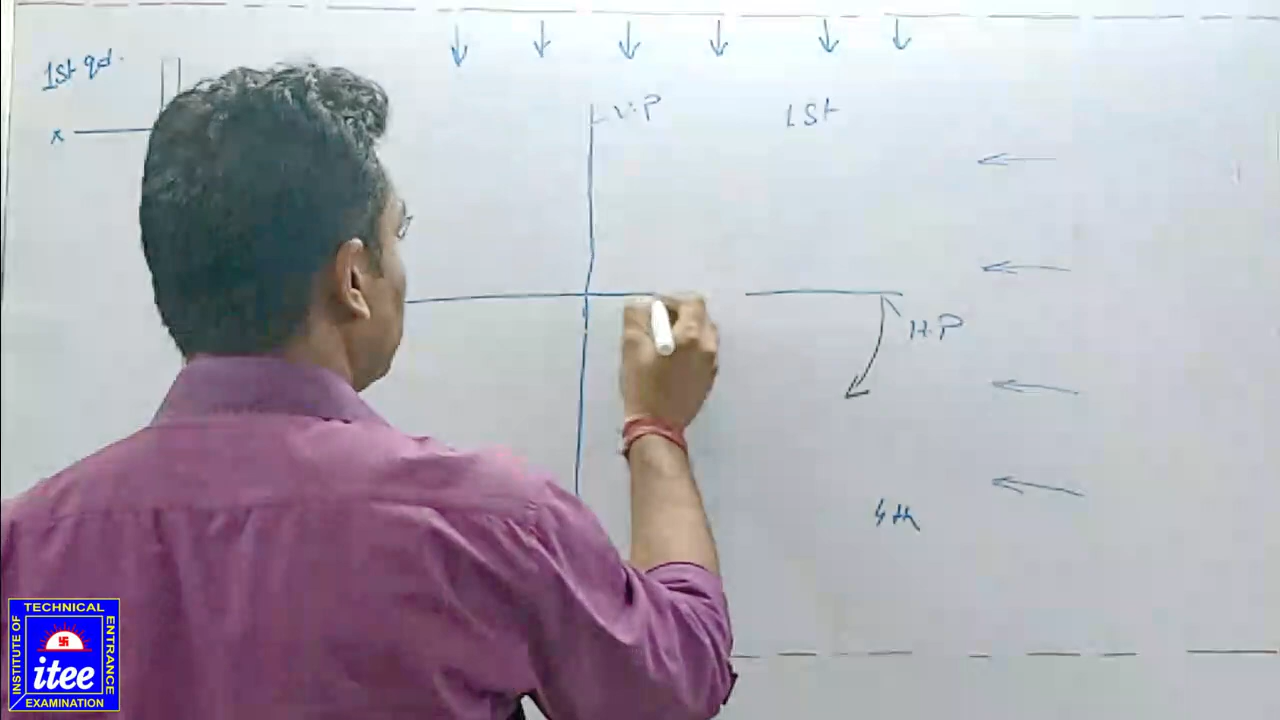 1st qd.
x
V.P
1st
H.P
4th
INSTITUTE OF
TECHNICAL
ENTRANCE
EXAMINATION
itee